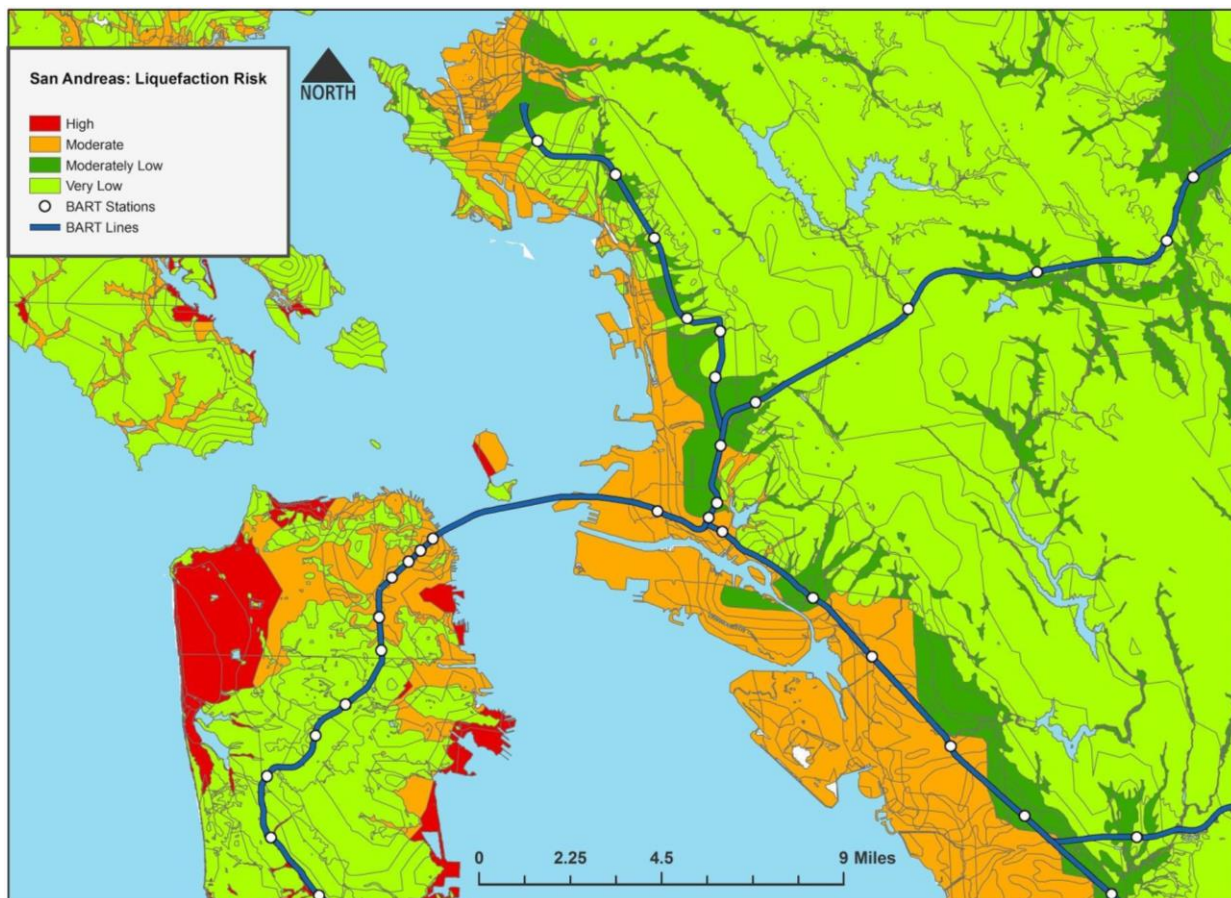 San Andreas: Liquefaction Risk
High
Moderate
Moderately Low
Very Low
BART Stations
BART Lines
NORTH
0 2.25 4.5 9 Miles